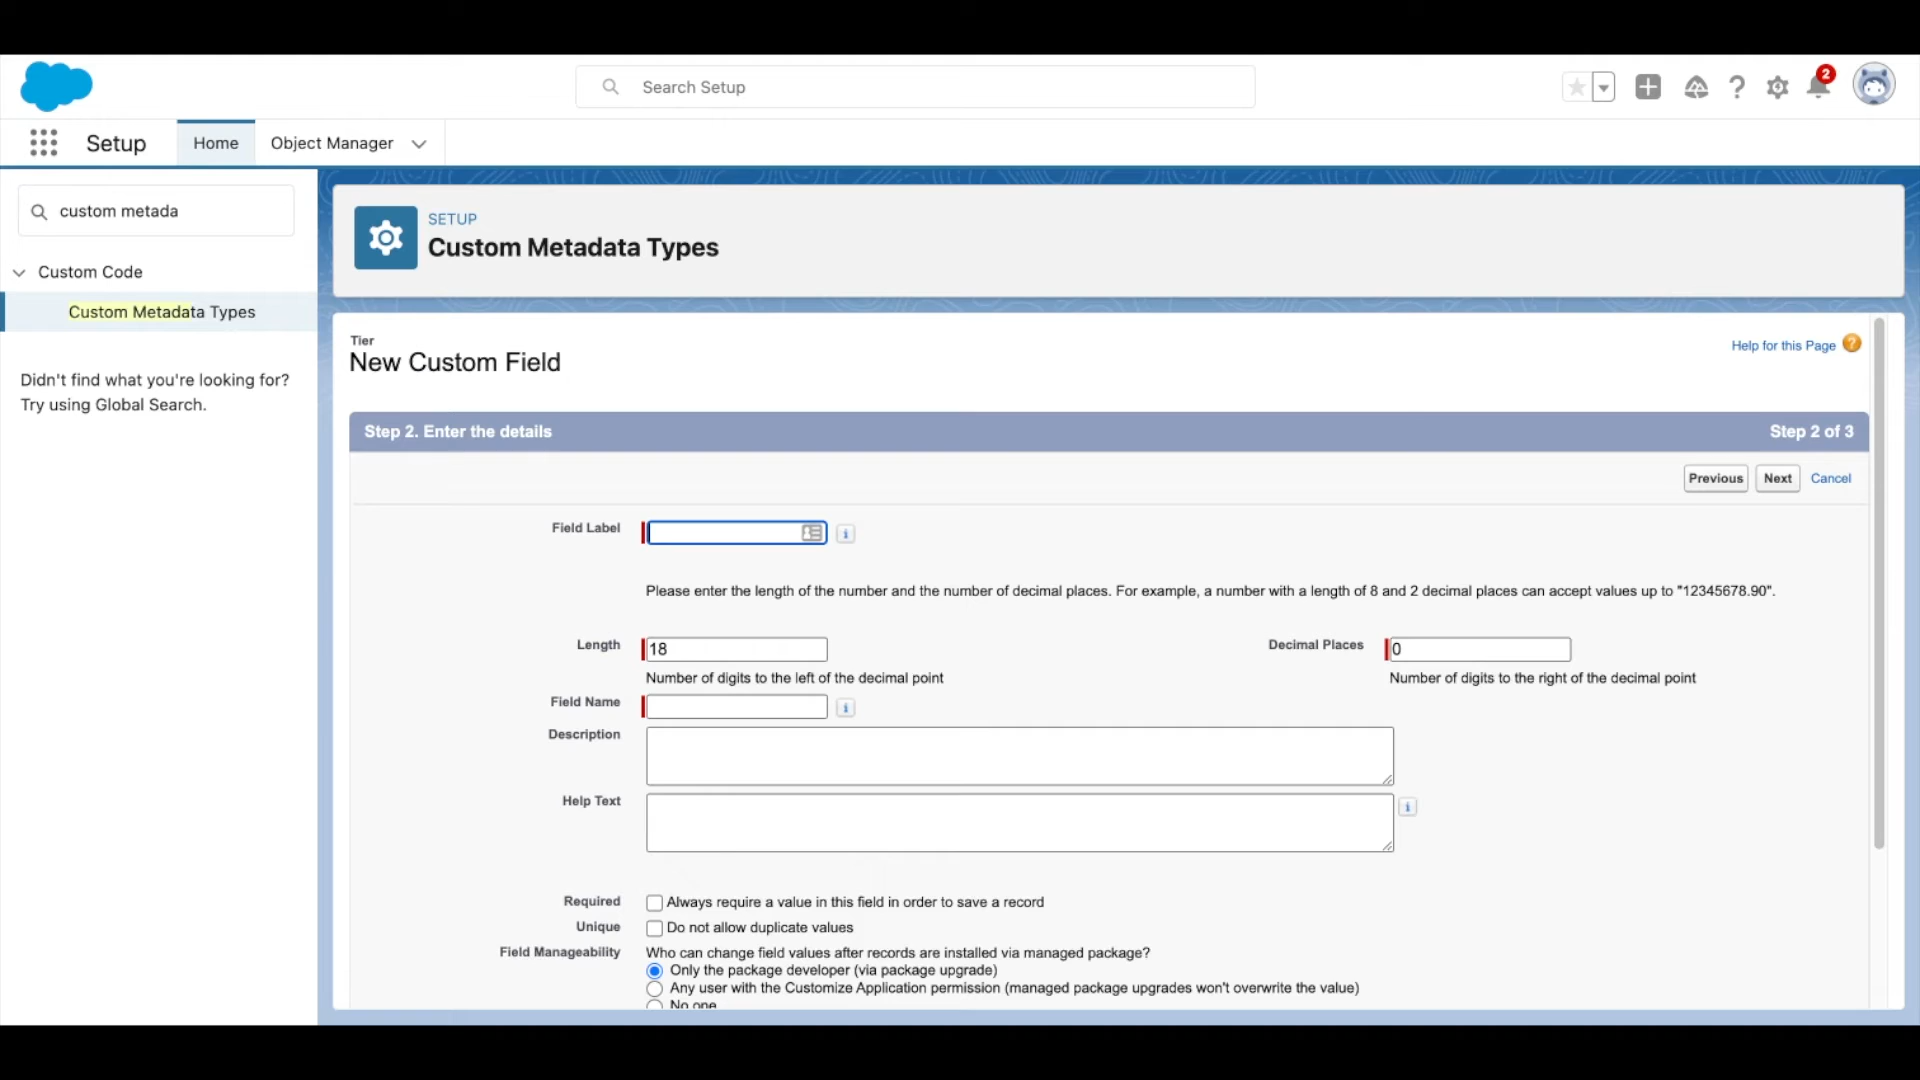 Search Setup
2
Setup
Home
Object Manager
custom metada
Custom Code
Custom Metadata Types
Didn't find what you're looking for?
Try using Global Search.
SETUP
Custom Metadata Types
Tier
New Custom Field
Help for this Page
Step 2. Enter the details
Step 2 of 3
Previous
Next
Cancel
Field Label
Please enter the length of the number and the number of decimal places. For example, a number with a length of 8 and 2 decimal places can accept values up to "12345678.90".
Length
18
Decimal Places
0
Number of digits to the left of the decimal point
Number of digits to the right of the decimal point
Field Name
Description
Help Text
Required
Always require a value in this field in order to save a record
Unique
Do not allow duplicate values
Field Manageability
Who can change field values after records are installed via managed package?
Only the package developer (via package upgrade)
Any user with the Customize Application permission (managed package upgrades won't overwrite the value)
No one